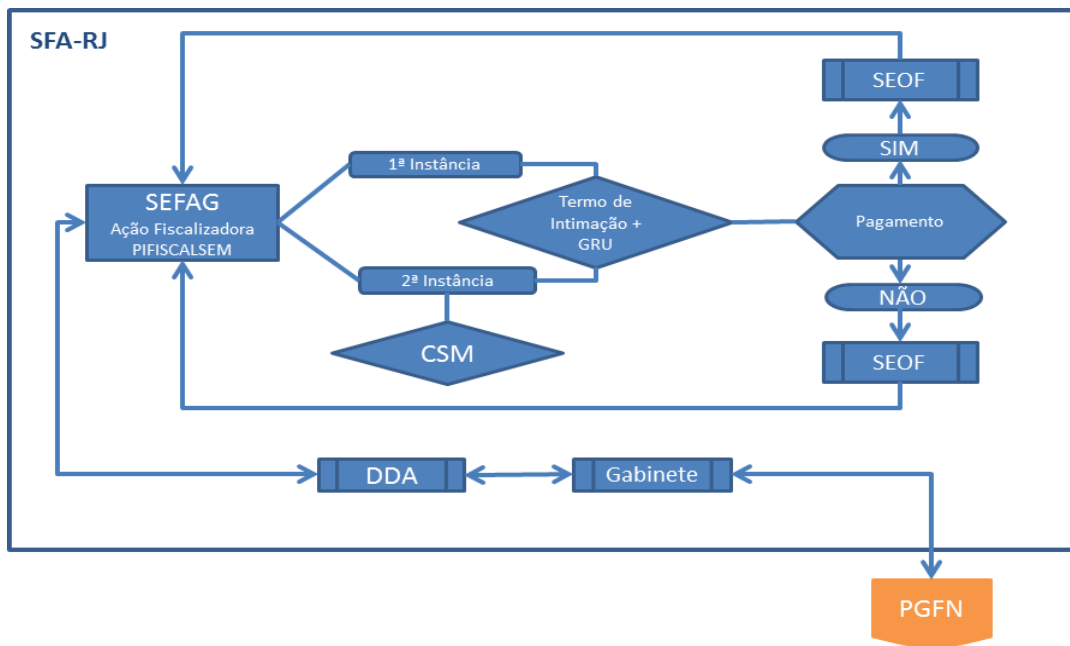 SFA-RJ
SEOF
SIM
1ª Instância
SEFAG
Ação Fiscalizadora
PIFISCALSEM
Termo de
Intimação +
GRU
Pagamento
2ª Instância
NÃO
CSM
SEOF
DDA
Gabinete
PGFN